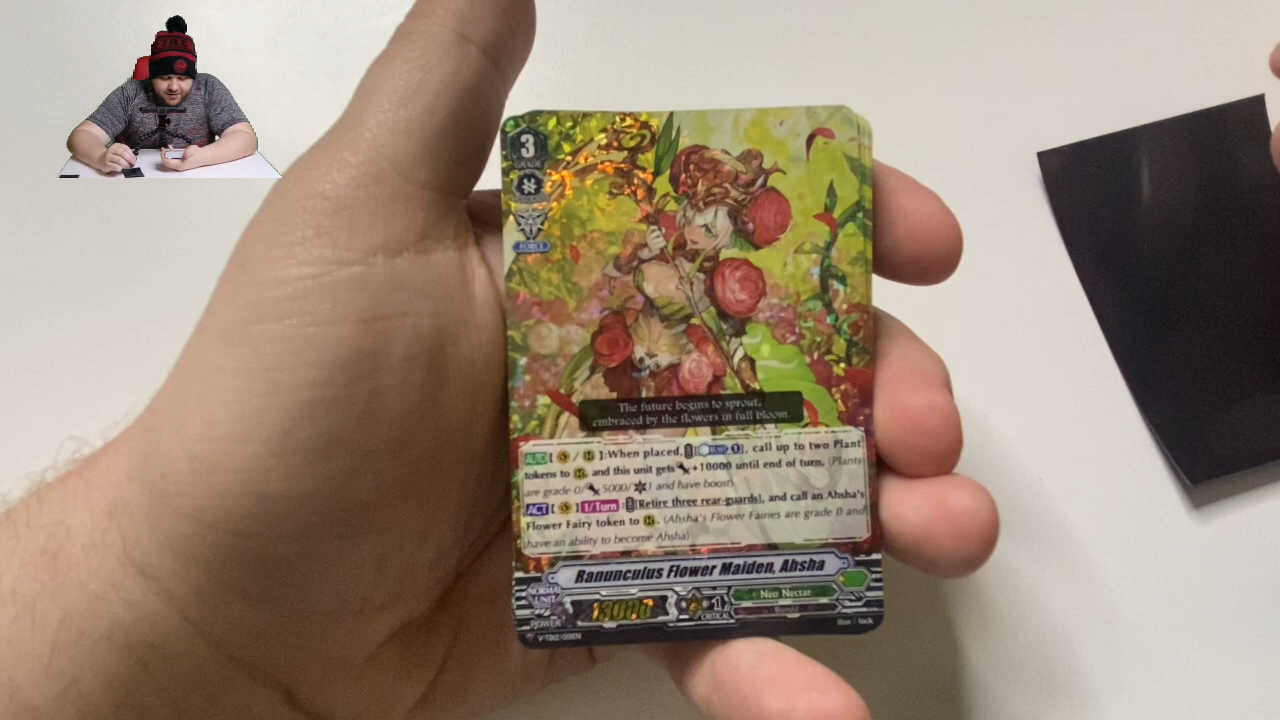 3
GRADE
FORCE
The future begins to sprout,
embraced by the flowers in full bloom.
AUTO [ / ]:When placed, [ 1], call up to two Plant
tokens to , and this unit gets +10000 until end of turn. (Plants
are grade 0/ 5000/ 1 and have boost)
ACT [ ] 1/Turn : [Retire three rear-guards], and call an Ahsha's
Flower Fairy token to . (Ahsha's Flower Fairies are grade 0 and
have an ability to become Ahsha)
Ranunculus Flower Maiden, Ahsha
NORMAL
UNIT
POWER
13000
1
CRITICAL
Neo Nectar
Bioroid
V-TD12/001EN